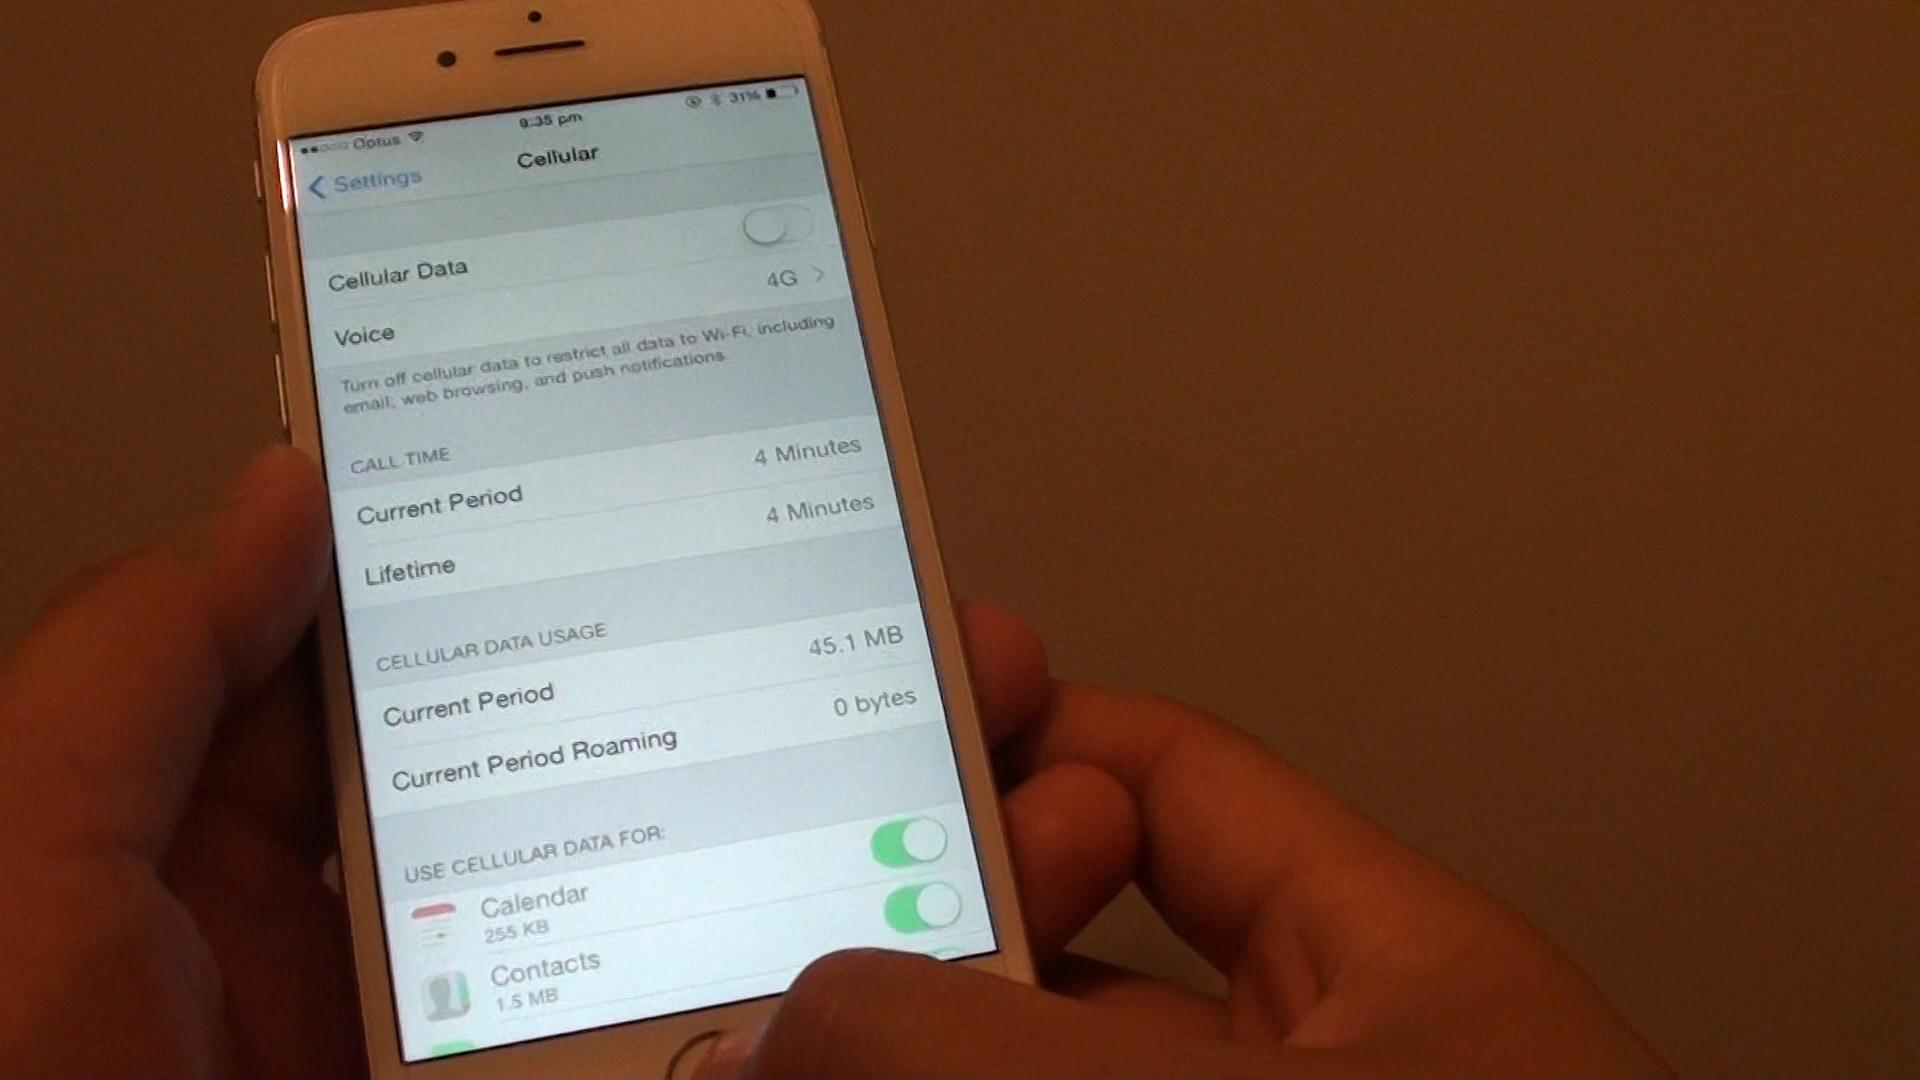 Optus 9:35 pm 31%
Settings Cellular
Cellular Data
Voice 4G
Turn off cellular data to restrict all data to Wi-Fi, including
email, web browsing, and push notifications.
CALL TIME
Current Period 4 Minutes
Lifetime 4 Minutes
CELLULAR DATA USAGE
Current Period 45.1 MB
Current Period Roaming 0 bytes
USE CELLULAR DATA FOR:
Calendar
255 KB
Contacts
1.5 MB